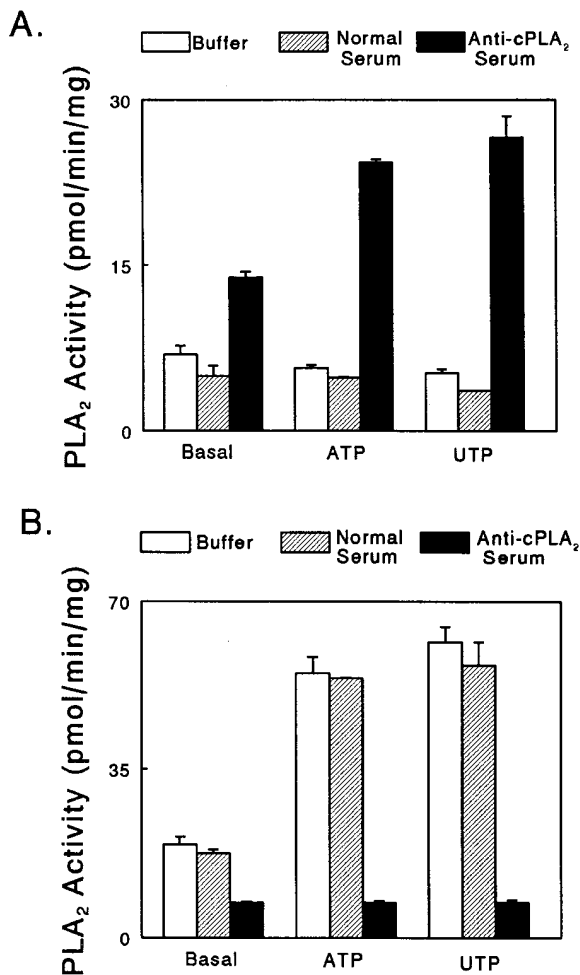 A.
Buffer
Normal Serum
Anti-cPLA₂ Serum
PLA₂ Activity (pmol/min/mg)
30
15
0
Basal
ATP
UTP
B.
Buffer
Normal Serum
Anti-cPLA₂ Serum
PLA₂ Activity (pmol/min/mg)
70
35
0
Basal
ATP
UTP